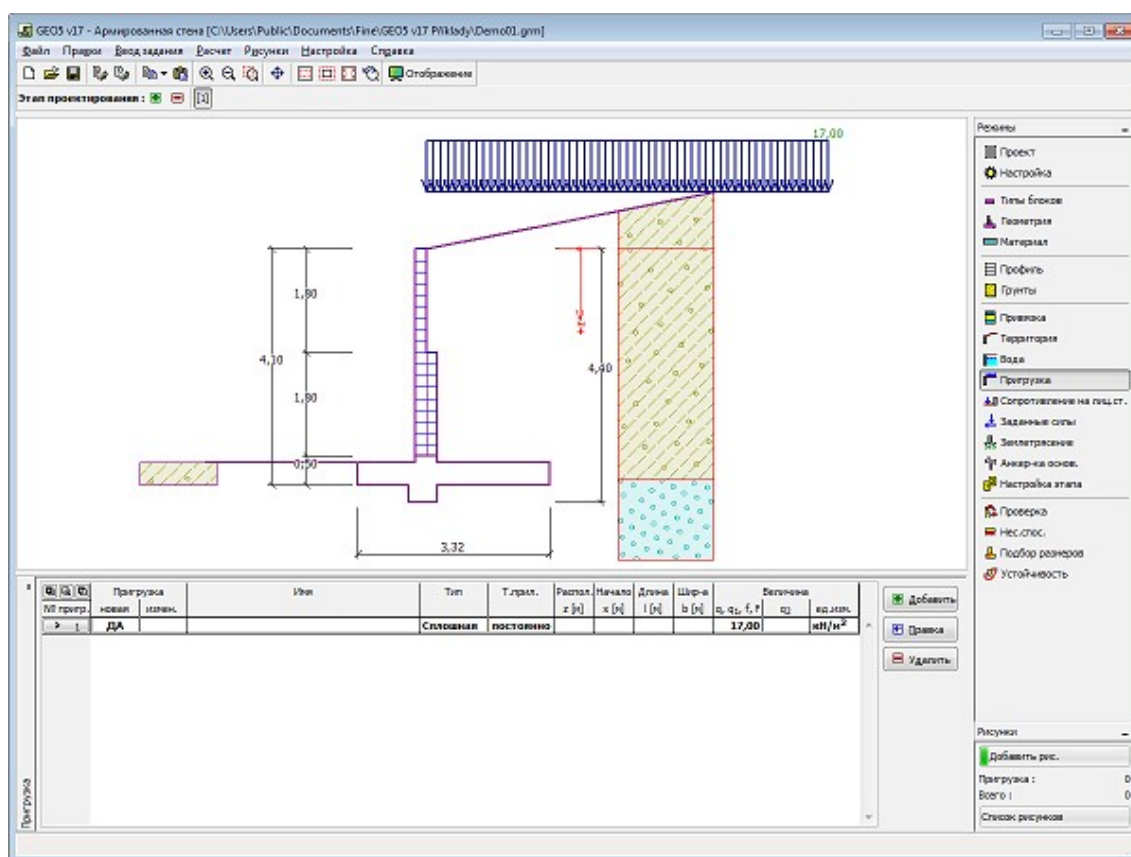 GEO5 v17 - Армированная стена [C:\Users\Public\Documents\Fine\GEO5 v17 Příklady\Demo01.grm]
Файл Правки Ввод задания Расчет Рисунки Настройка Справка
Отображение
Этап проектирования : [1]
17,00
1,80
4,10
1,80
0,50
4,40
+z
3,32
Режимы
Проект
Настройка
Типы блоков
Геометрия
Материал
Профиль
Грунты
Привязка
Территория
Вода
Пригрузка
Сопротивление на лиц.ст.
Заданные силы
Землетрясение
Анкер-ка основ.
Настройка этапа
Проверка
Нес.спос.
Подбор размеров
Устойчивость
Пригрузка Имя Тип Т.прил. Распол. Начало Длина Шир-а Величина
№ пригр. новая измен. z [м] x [м] l [м] b [м] q, q1, f, F q2 ед.изм.
> 1 ДА Сплошная постоянно 17,00 кН/м²
Добавить
Правка
Удалить
Пригрузка
Рисунки
Добавить рис.
Пригрузка : 0
Всего : 0
Список рисунков